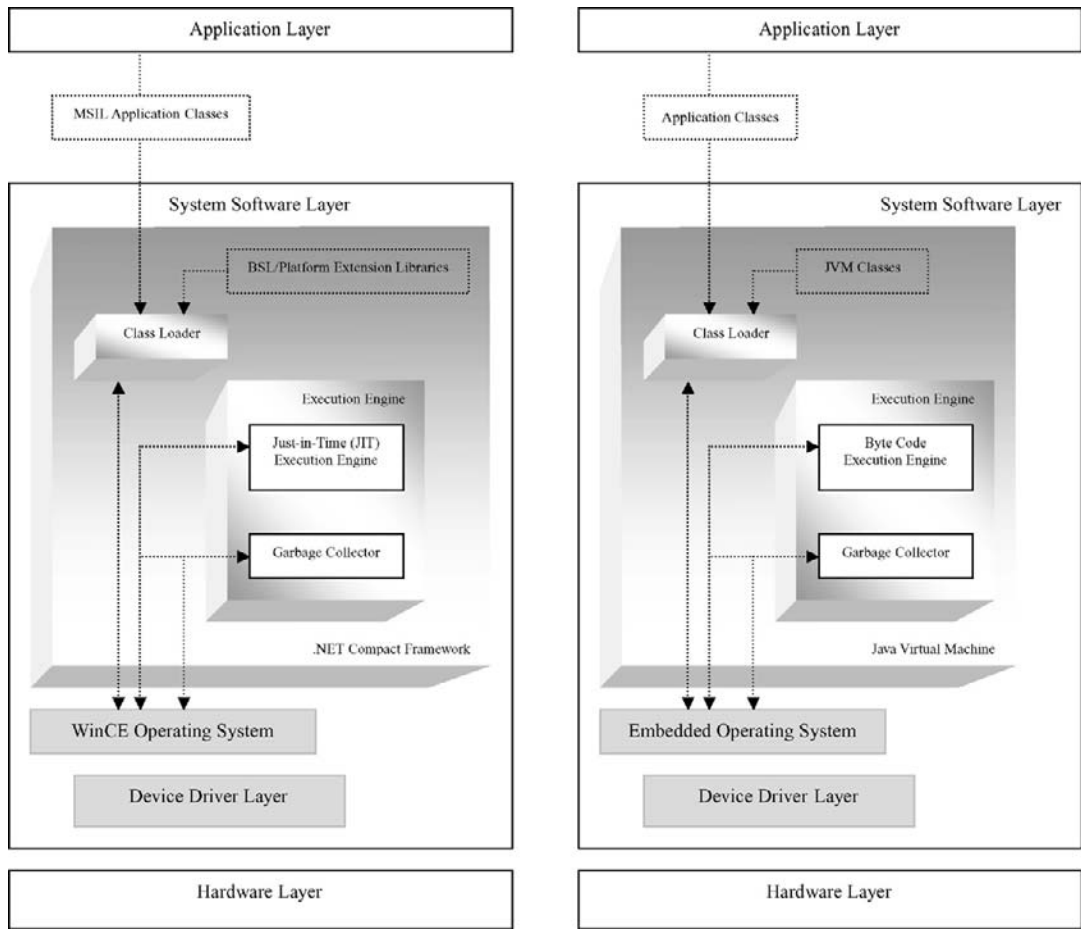 Application Layer
MSIL Application Classes
System Software Layer
BSL/Platform Extension Libraries
Class Loader
Execution Engine
Just-in-Time (JIT)
Execution Engine
Garbage Collector
.NET Compact Framework
WinCE Operating System
Device Driver Layer
Hardware Layer
Application Layer
Application Classes
System Software Layer
JVM Classes
Class Loader
Execution Engine
Byte Code
Execution Engine
Garbage Collector
Java Virtual Machine
Embedded Operating System
Device Driver Layer
Hardware Layer